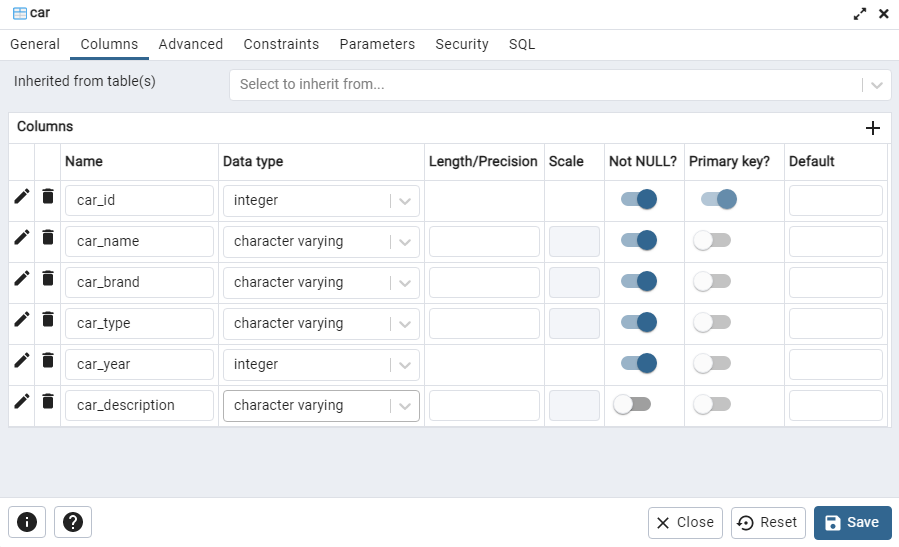 car
General Columns Advanced Constraints Parameters Security SQL
Inherited from table(s) Select to inherit from...
Columns
Name Data type Length/Precision Scale Not NULL? Primary key? Default
car_id integer
car_name character varying
car_brand character varying
car_type character varying
car_year integer
car_description character varying
Close Reset Save